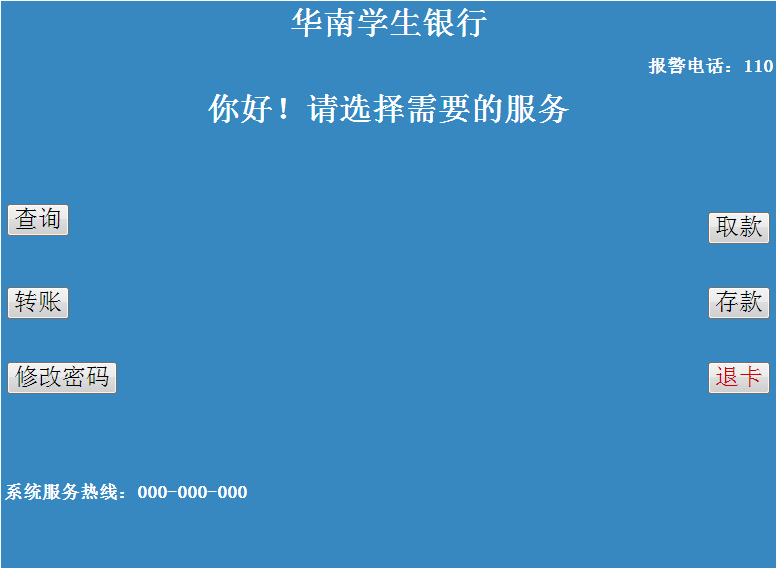 华南学生银行
报警电话：110
你好！请选择需要的服务
查询
取款
转账
存款
修改密码
退卡
系统服务热线：000-000-000